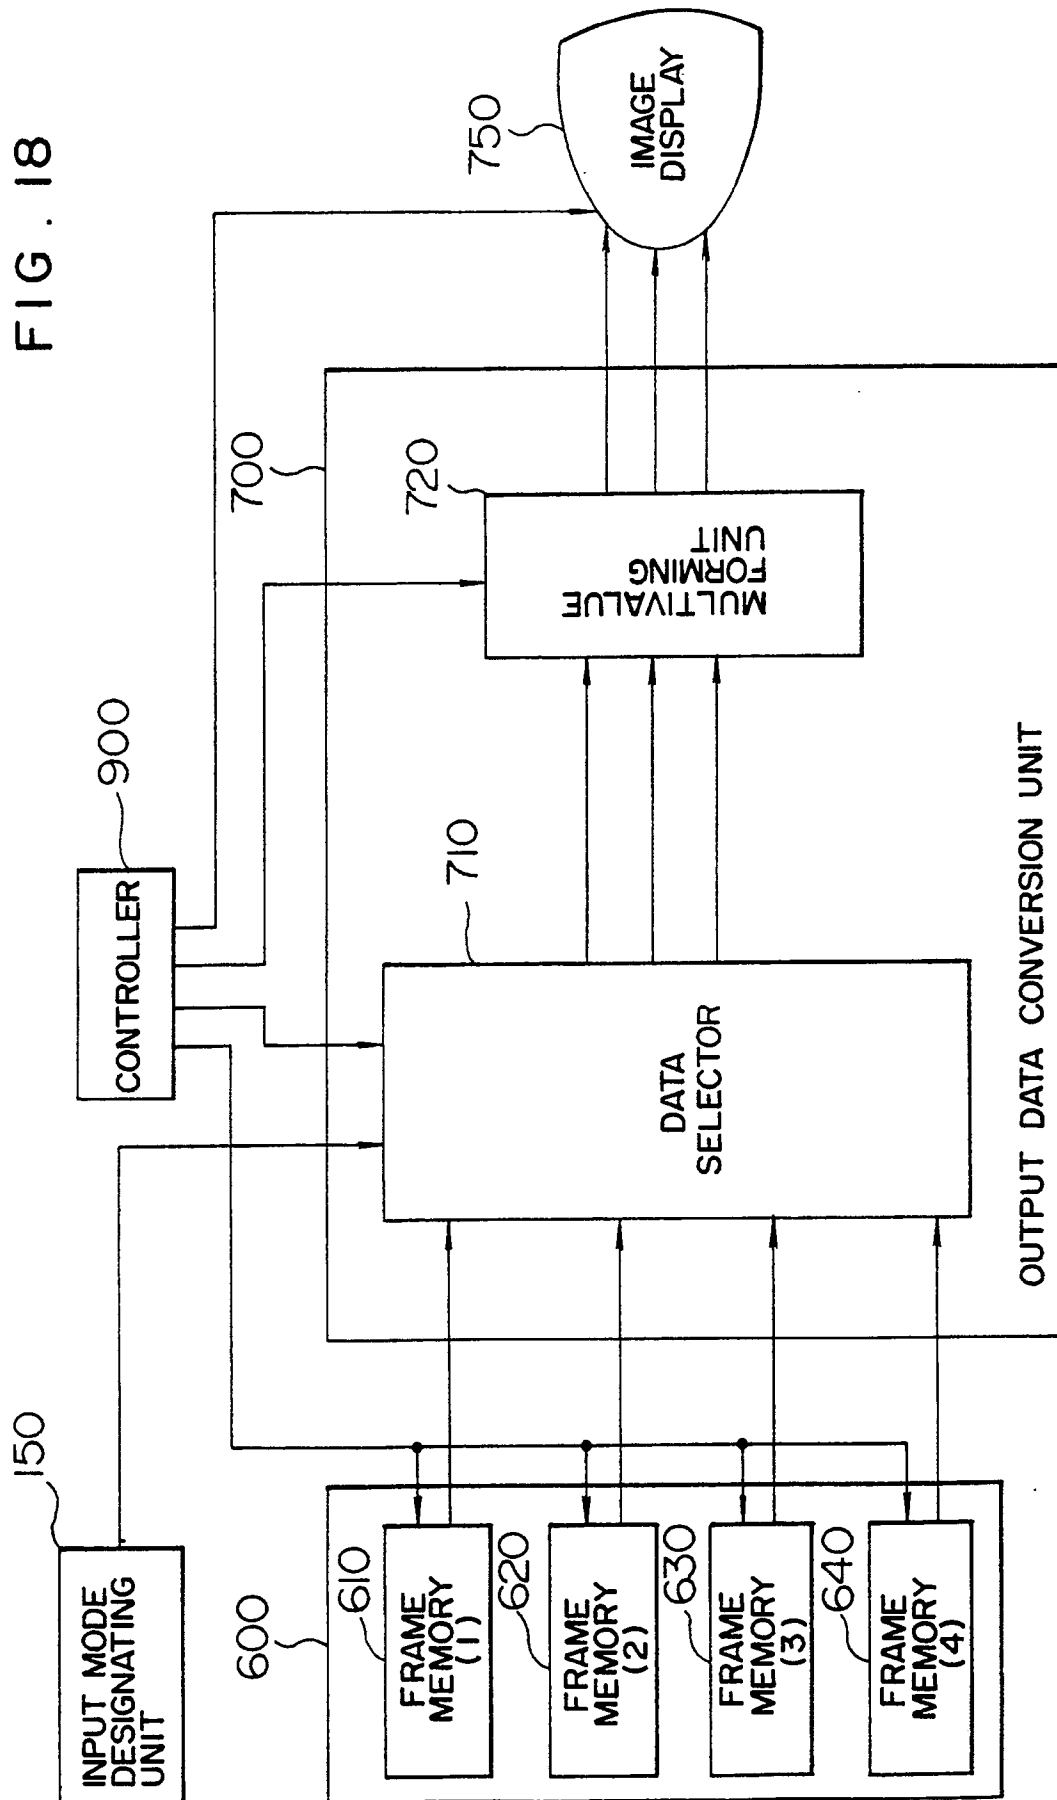 FIG. 18
INPUT MODE
DESIGNATING
UNIT
150
CONTROLLER
900
600
610
FRAME
MEMORY
(1)
620
FRAME
MEMORY
(2)
630
FRAME
MEMORY
(3)
640
FRAME
MEMORY
(4)
700
710
DATA
SELECTOR
720
MULTIVALUE
FORMING
UNIT
750
IMAGE
DISPLAY
OUTPUT DATA CONVERSION UNIT